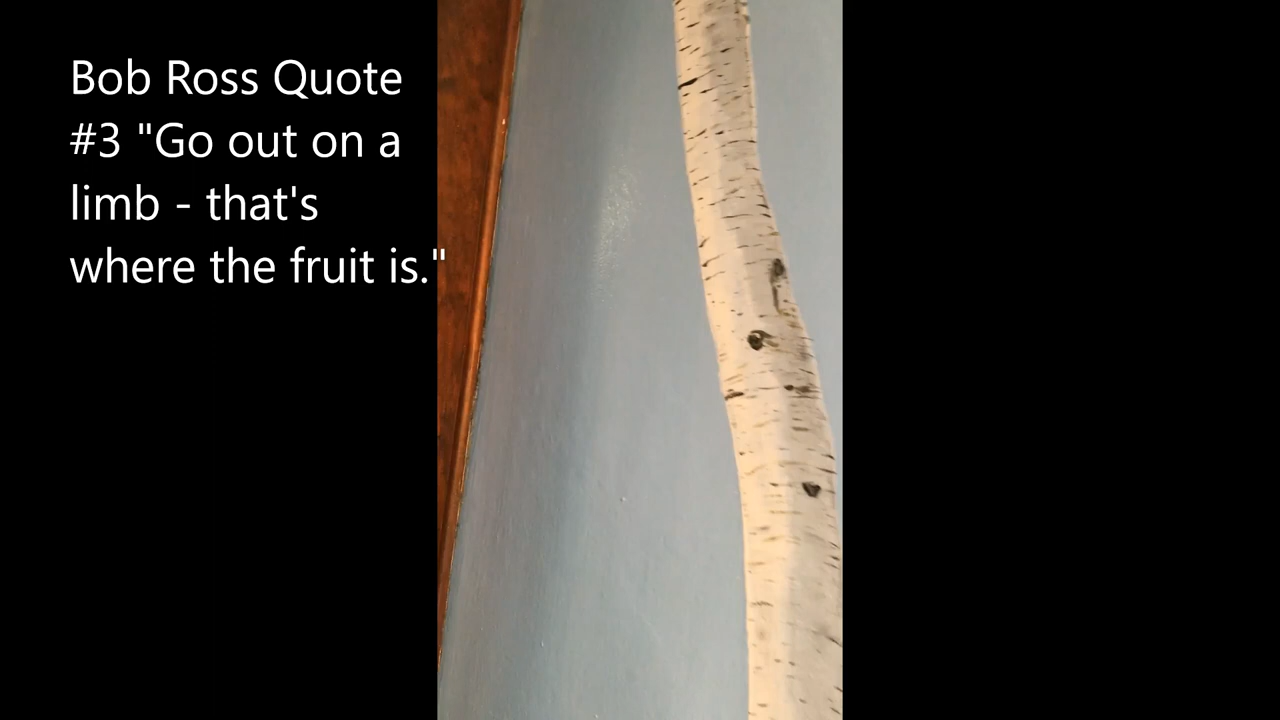 Bob Ross Quote
#3 "Go out on a
limb - that's
where the fruit is."